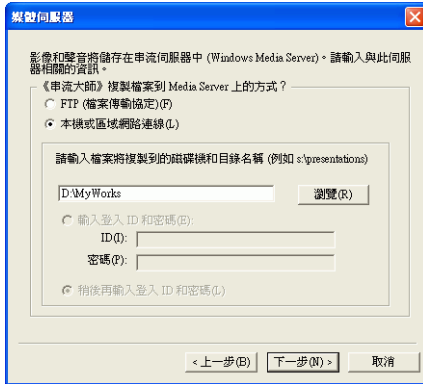 媒體伺服器
影像和聲音將儲存在串流伺服器中 (Windows Media Server)。請輸入與此伺服
器相關的資訊。
《串流大師》複製檔案到 Media Server 上的方式？
FTP (檔案傳輸協定)(F)
本機或區域網路連線(L)
請輸入檔案將複製到的磁碟機和目錄名稱 (例如 s:\presentations)
D:\MyWorks
瀏覽(R)
輸入登入 ID 和密碼(E):
ID(I):
密碼(P):
稍後再輸入登入 ID 和密碼(L)
<上一步(B) 下一步(N)> 取消